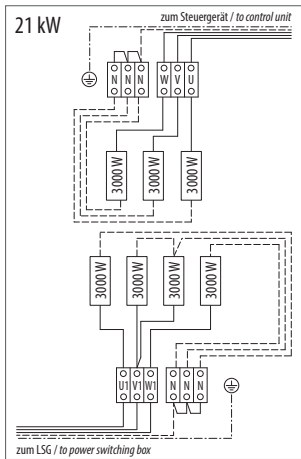 21 kW
zum Steuergerät / to control unit
N N N W V U
3000 W 3000 W 3000 W
3000 W 3000 W 3000 W 3000 W
U1 V1 W1 N N N
zum LSG / to power switching box